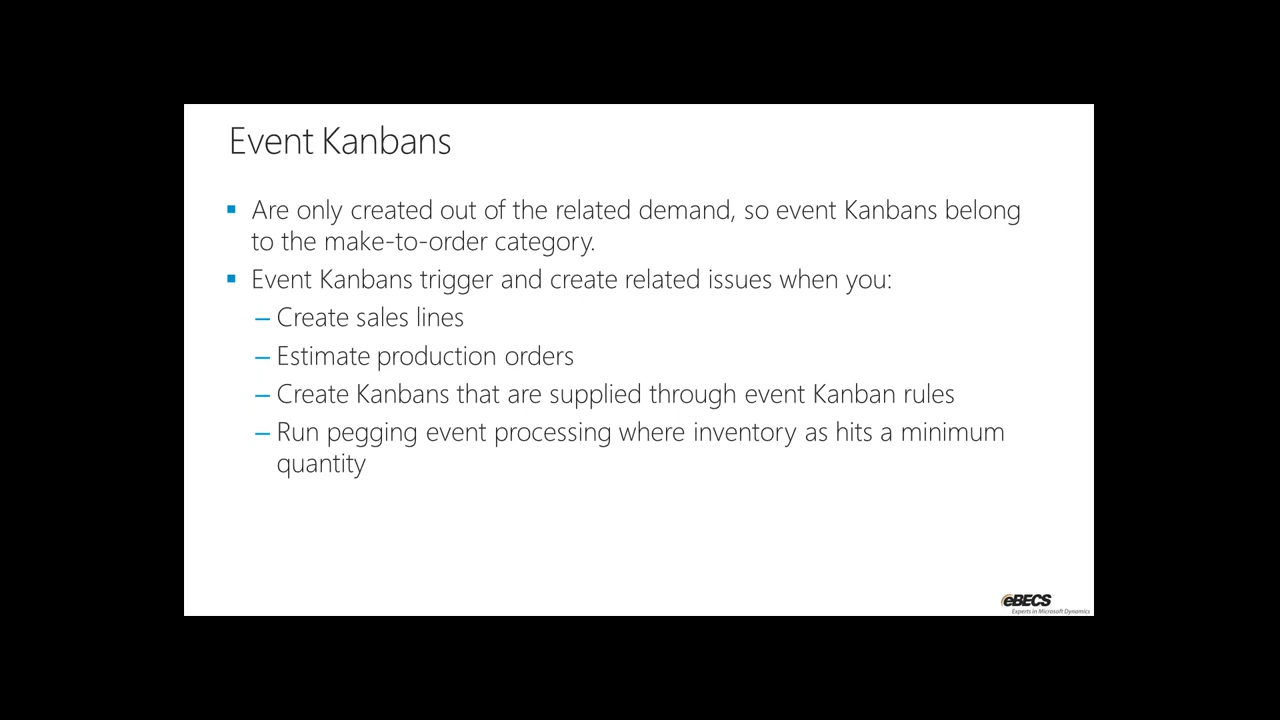 Event Kanbans
▪ Are only created out of the related demand, so event Kanbans belong
to the make-to-order category.
▪ Event Kanbans trigger and create related issues when you:
– Create sales lines
– Estimate production orders
– Create Kanbans that are supplied through event Kanban rules
– Run pegging event processing where inventory as hits a minimum
quantity
eBECS
Experts in Microsoft Dynamics